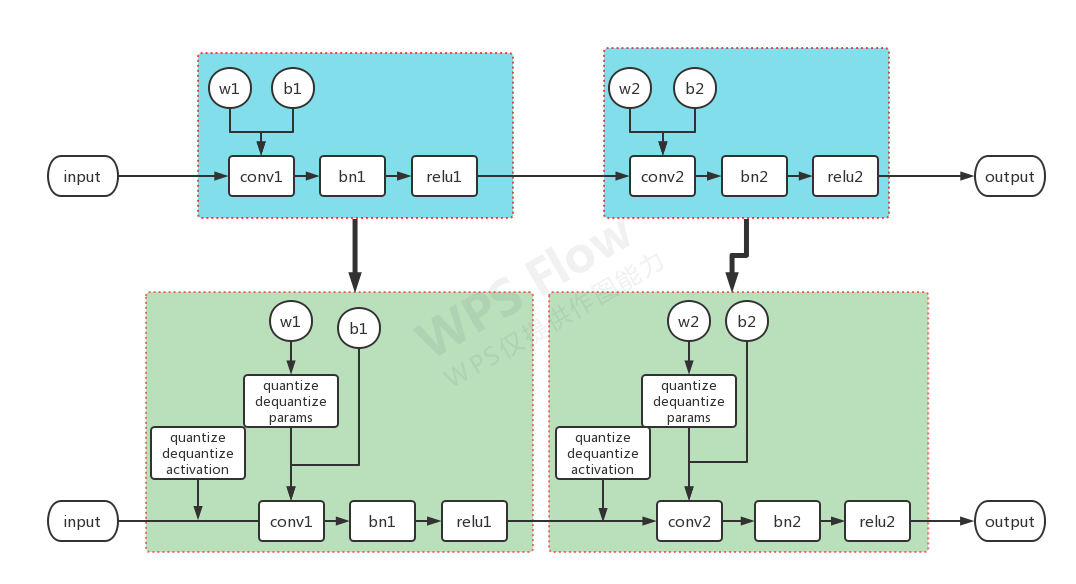 w1
b1
w2
b2
input
conv1
bn1
relu1
conv2
bn2
relu2
output
WPS Flow
WPS仅提供作图能力
w1
b1
w2
b2
quantize
dequantize
params
quantize
dequantize
params
quantize
dequantize
activation
quantize
dequantize
activation
input
conv1
bn1
relu1
conv2
bn2
relu2
output